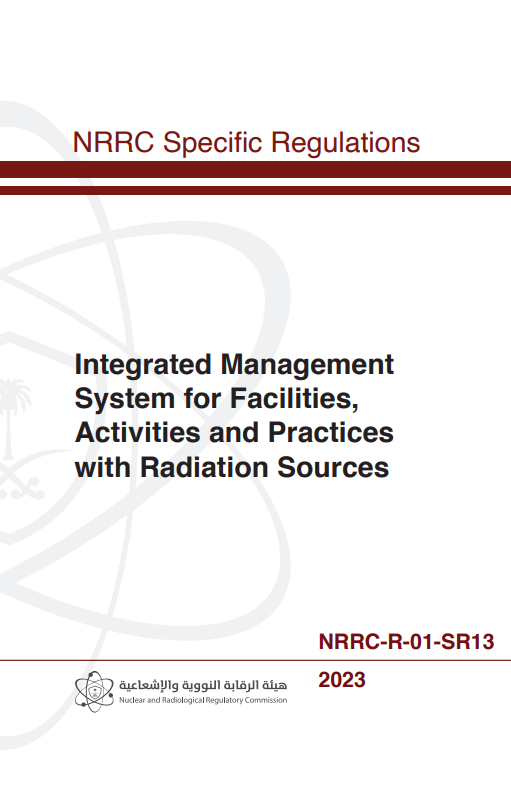 NRRC Specific Regulations
Integrated Management
System for Facilities,
Activities and Practices
with Radiation Sources
NRRC-R-01-SR13
2023
هيئة الرقابة النووية والإشعاعية
Nuclear and Radiological Regulatory Commission